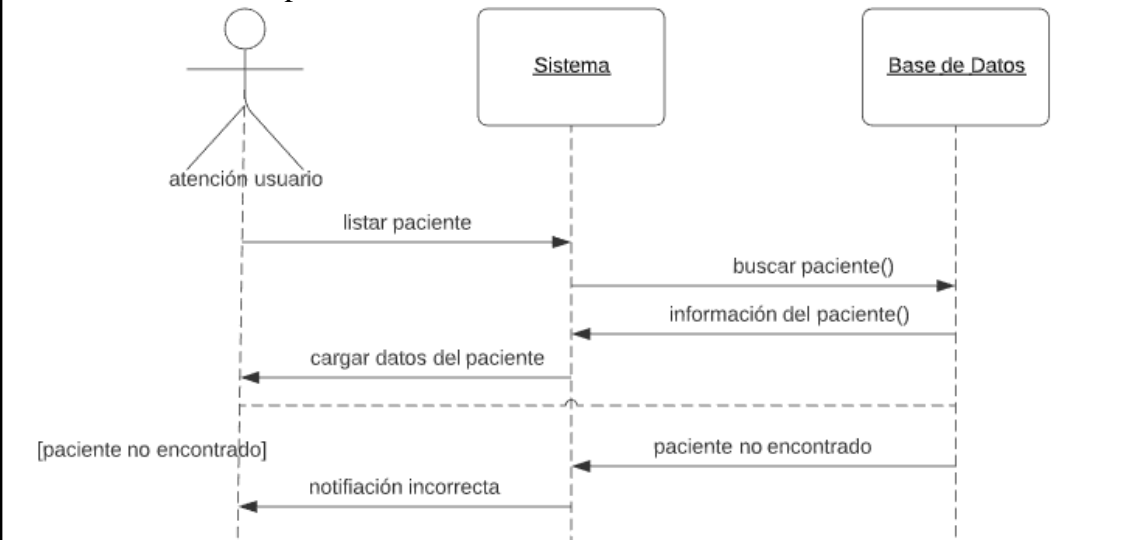 Sistema
Base de Datos
atención usuario
listar paciente
buscar paciente()
información del paciente()
cargar datos del paciente
[paciente no encontrado]
paciente no encontrado
notifiación incorrecta